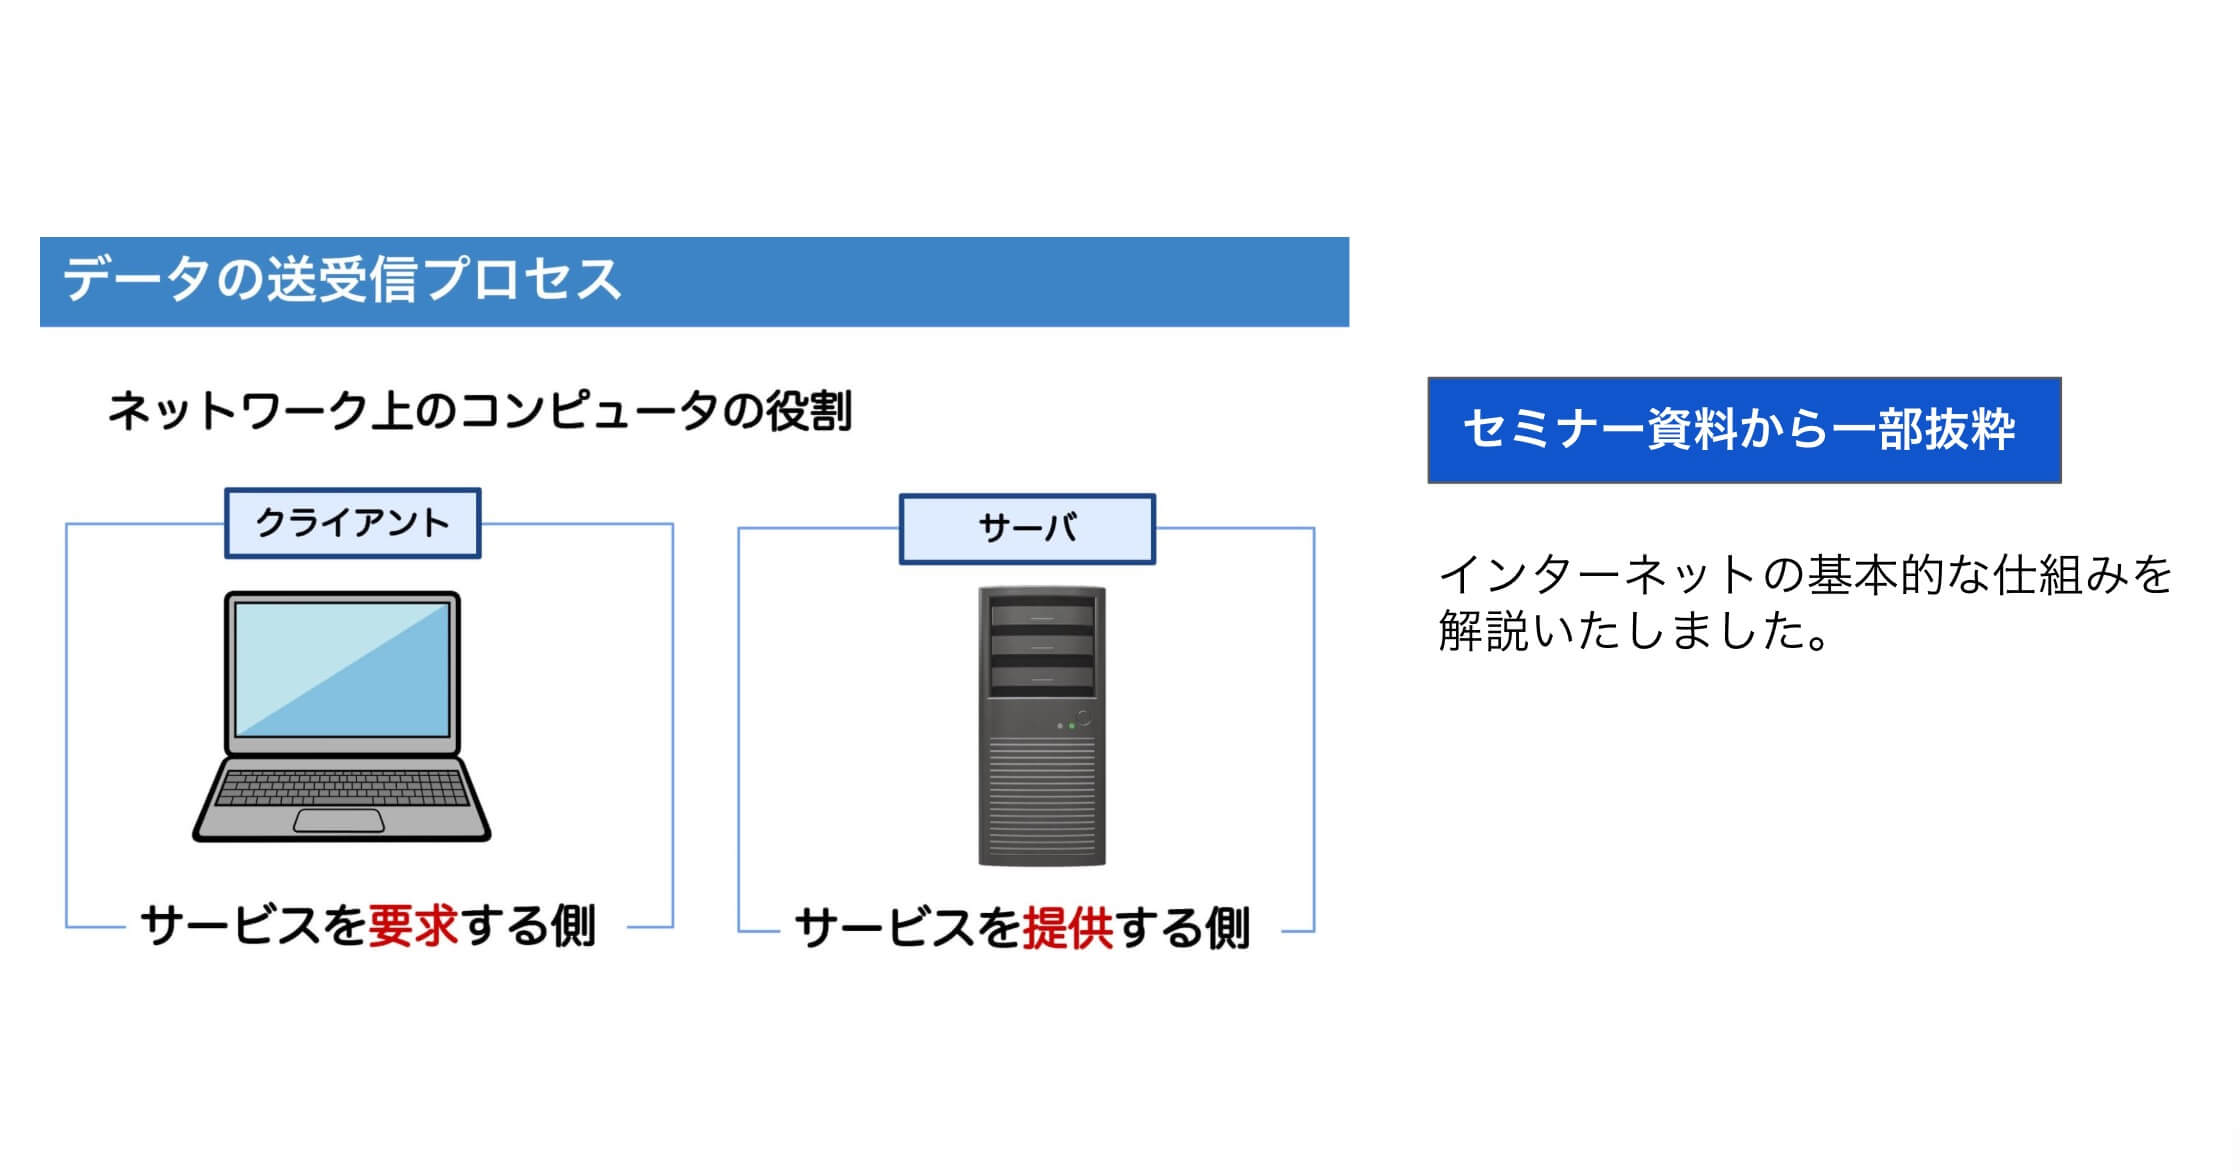 データの送受信プロセス
ネットワーク上のコンピュータの役割
クライアント
サービスを要求する側
サーバ
サービスを提供する側
セミナー資料から一部抜粋
インターネットの基本的な仕組みを
解説いたしました。